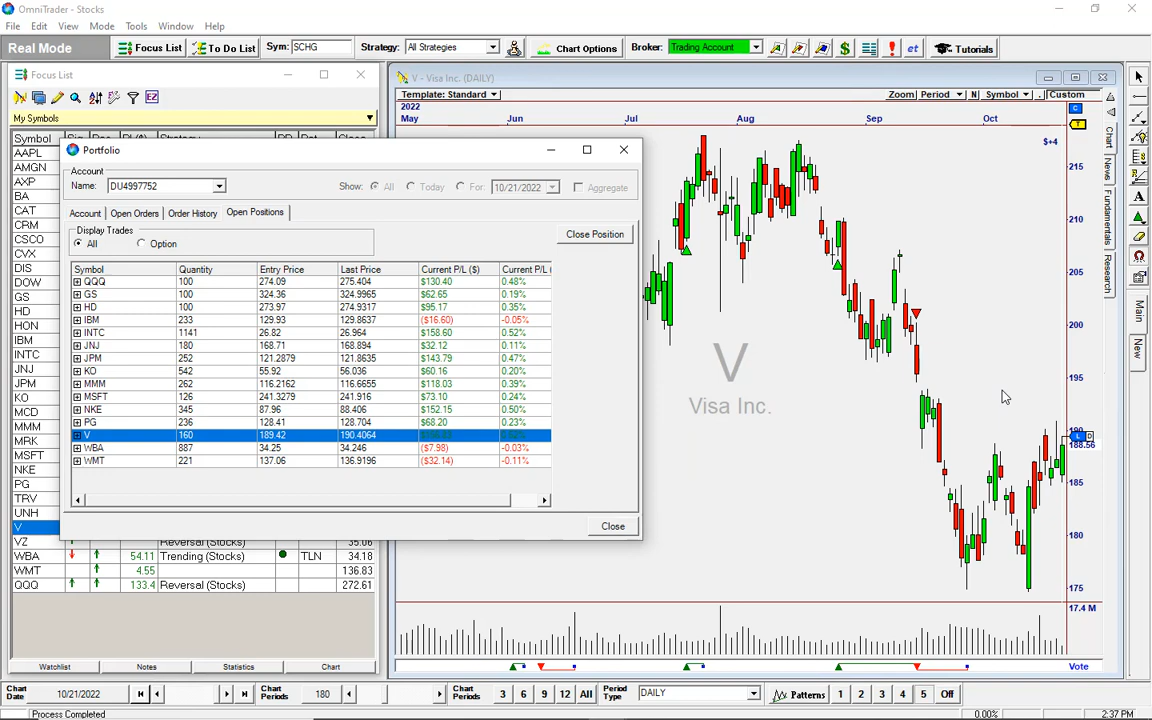 OmniTrader - Stocks
File Edit View Mode Tools Window Help
Real Mode Focus List To Do List Sym: SCHG Strategy: All Strategies Chart Options Broker: Trading Account $ ! et Tutorials
Focus List
EZ
My Symbols
Symbol
AAPL
AMGN
AXP
BA
CAT
CRM
CSCO
CVX
DIS
DOW
GS
HD
HON
IBM
INTC
JNJ
JPM
KO
MCD
MMM
MRK
MSFT
NKE
PG
TRV
UNH
V
VZ Reversal (Stocks) 35.06
WBA 54.11 Trending (Stocks) TLN 34.18
WMT 4.55 136.83
QQQ 133.4 Reversal (Stocks) 272.61
Watchlist Notes Statistics Chart
Portfolio
Account
Name: DU4997752 Show: All Today For: 10/21/2022 Aggregate
Account Open Orders Order History Open Positions
Display Trades
All Option
Close Position
Symbol Quantity Entry Price Last Price Current P/L ($) Current P/L (
QQQ 100 274.09 275.404 $130.40 0.48%
GS 100 324.36 324.9965 $62.65 0.19%
HD 100 273.97 274.9317 $95.17 0.35%
IBM 233 129.93 129.8637 ($16.60) -0.05%
INTC 1141 26.82 26.964 $158.60 0.52%
JNJ 180 168.71 168.894 $32.12 0.11%
JPM 252 121.2879 121.8635 $143.79 0.47%
KO 542 55.92 56.036 $60.16 0.20%
MMM 262 116.2162 116.6655 $118.03 0.39%
MSFT 126 241.3279 241.916 $73.10 0.24%
NKE 345 87.96 88.406 $152.15 0.50%
PG 236 128.41 128.704 $68.20 0.23%
V 160 189.42 190.4064
WBA 887 34.25 34.246 ($7.98) -0.03%
WMT 221 137.06 136.9196 ($32.14) -0.11%
Close
V - Visa Inc. (DAILY)
Template: Standard Zoom Period N Symbol . Custom
2022
May Jun Jul Aug Sep Oct
C
T
$+4
215
210
205
200
195
190
L D
188.56
185
180
175
17.4 M
V
Visa Inc.
Vote
Chart
News
Fundamentals
Research
A
Main
New
Chart Date 10/21/2022 Chart Periods 180 Chart Periods 3 6 9 12 All Period Type DAILY Patterns 1 2 3 4 5 Off
Process Completed 0.00% 2:37 PM